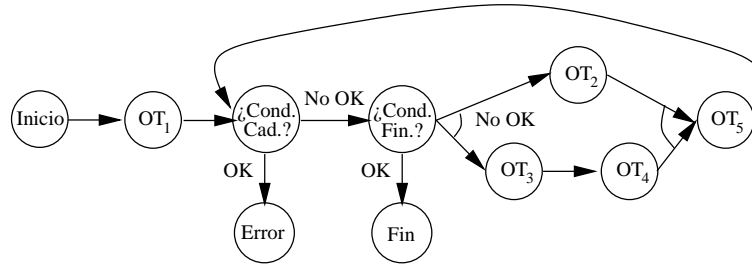 Inicio
OT1
¿Cond.
Cad.?
No OK
¿Cond.
Fin.?
No OK
OT2
OT3
OT4
OT5
OK
OK
Error
Fin